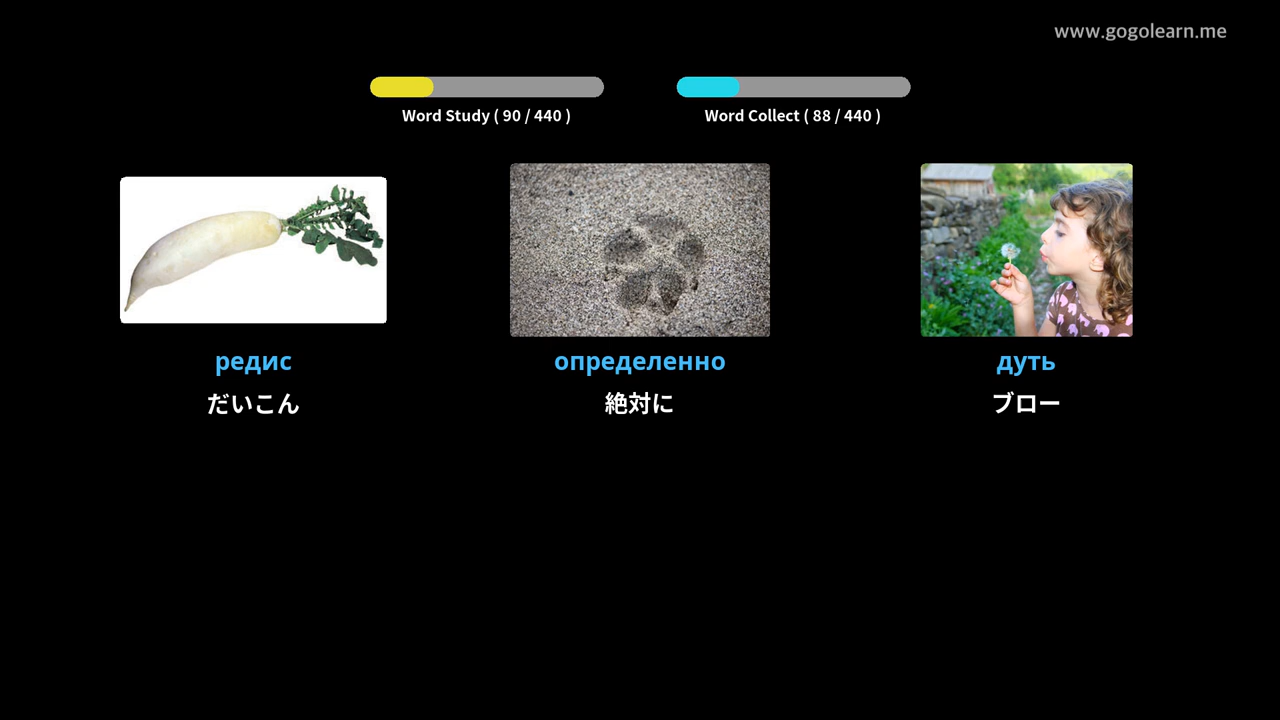 www.gogolearn.me
Word Study ( 90 / 440 )
Word Collect ( 88 / 440 )
редис
определенно
дуть
だいこん
絶対に
ブロー